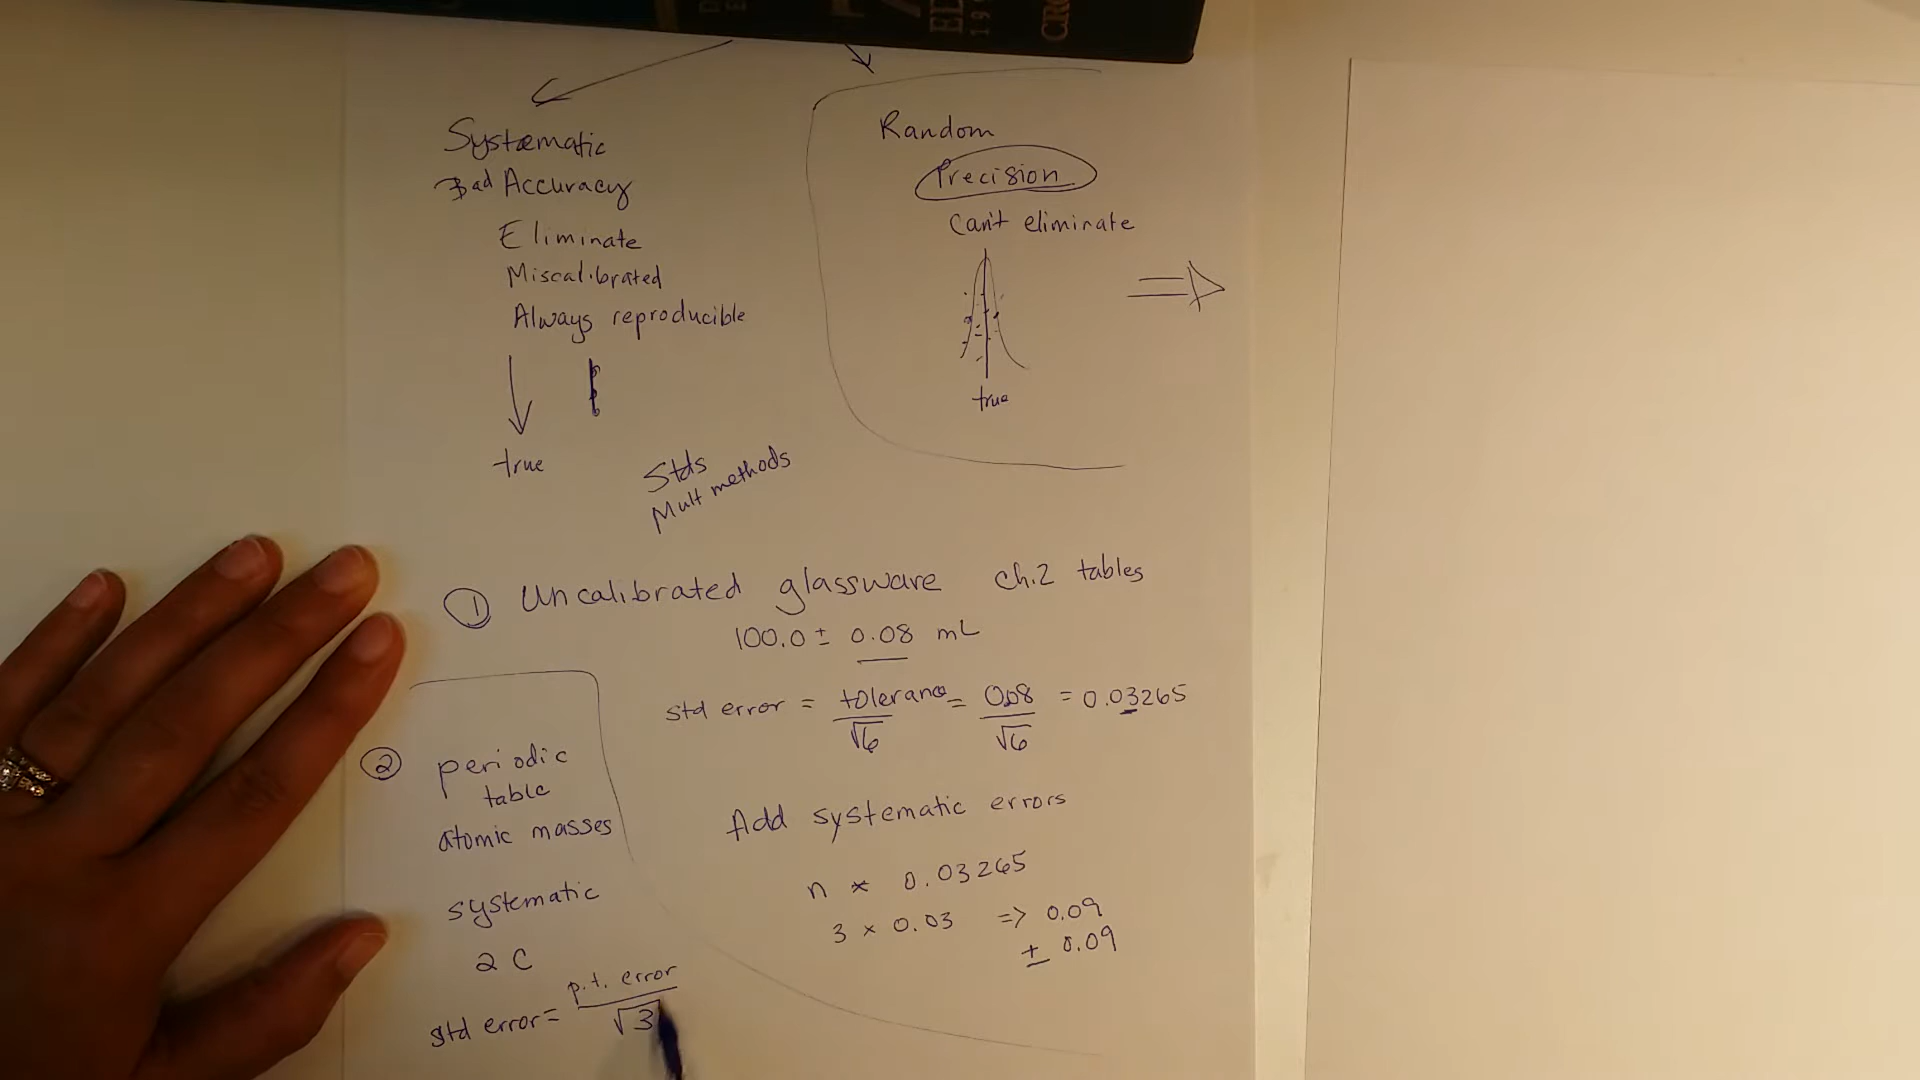 Systematic
Bad Accuracy
Eliminate
Miscalibrated
Always reproducible
true
Stds
Mult methods
Random
Precision
Can't eliminate
true
① Uncalibrated glassware ch.2 tables
100.0 ± 0.08 mL
std error = tolerance/√6 = 0.08/√6 = 0.03265
Add systematic errors
n * 0.03265
3 × 0.03 => 0.09
± 0.09
② periodic
table
atomic masses
systematic
2 C
std error = p.t. error/√3